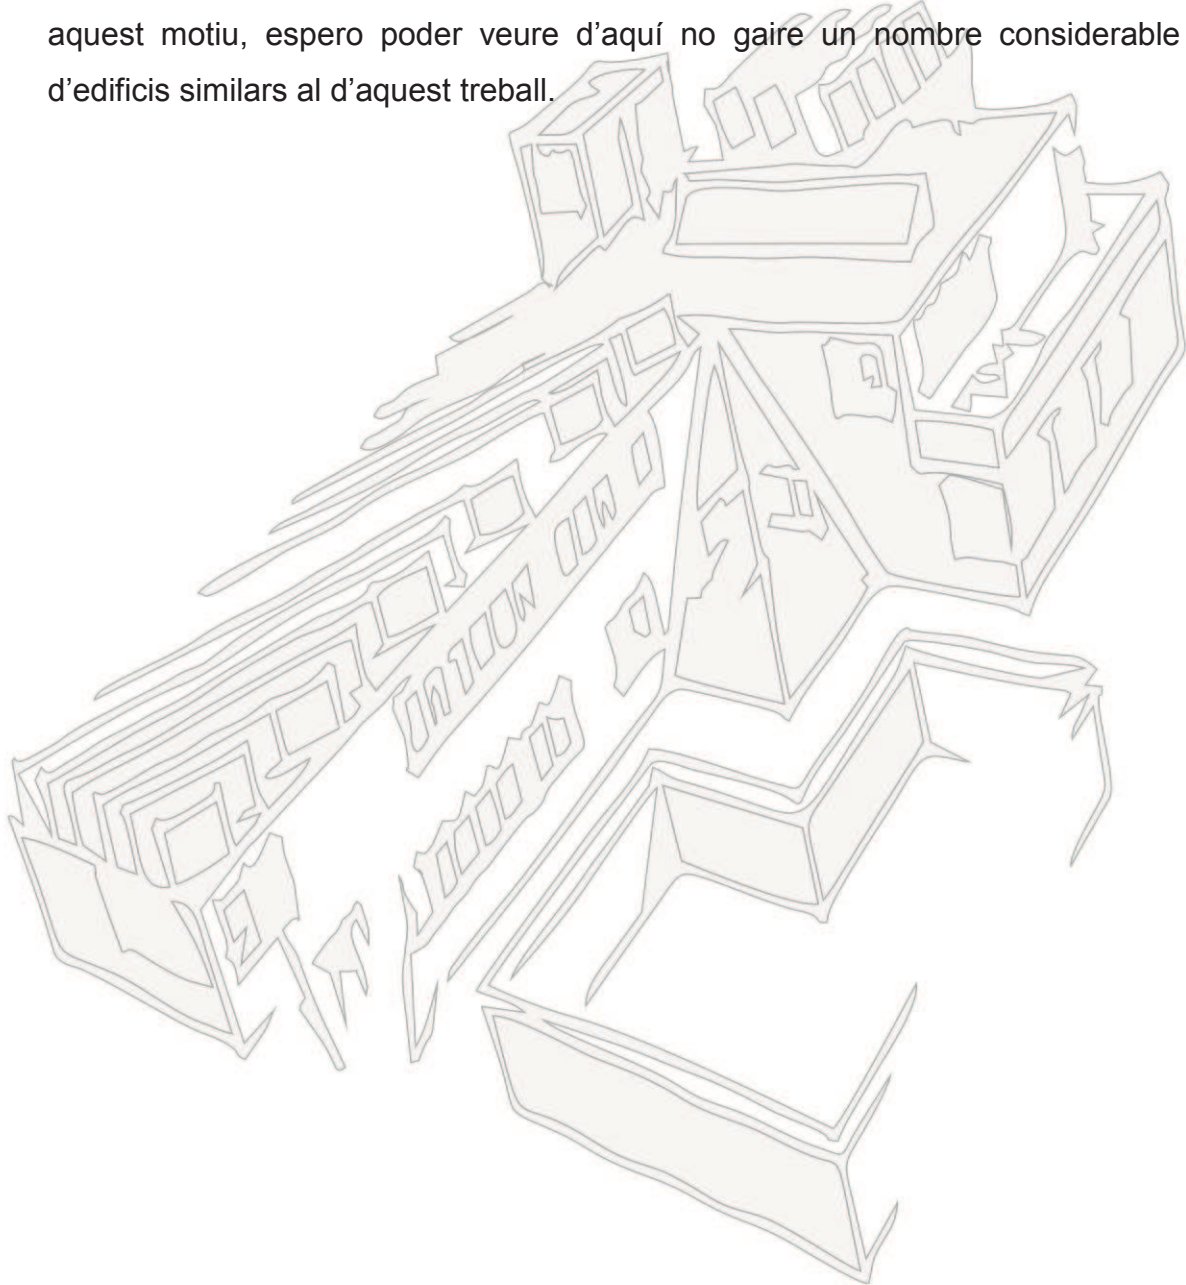 aquest motiu, espero poder veure d’aquí no gaire un nombre considerable
d’edificis similars al d’aquest treball.